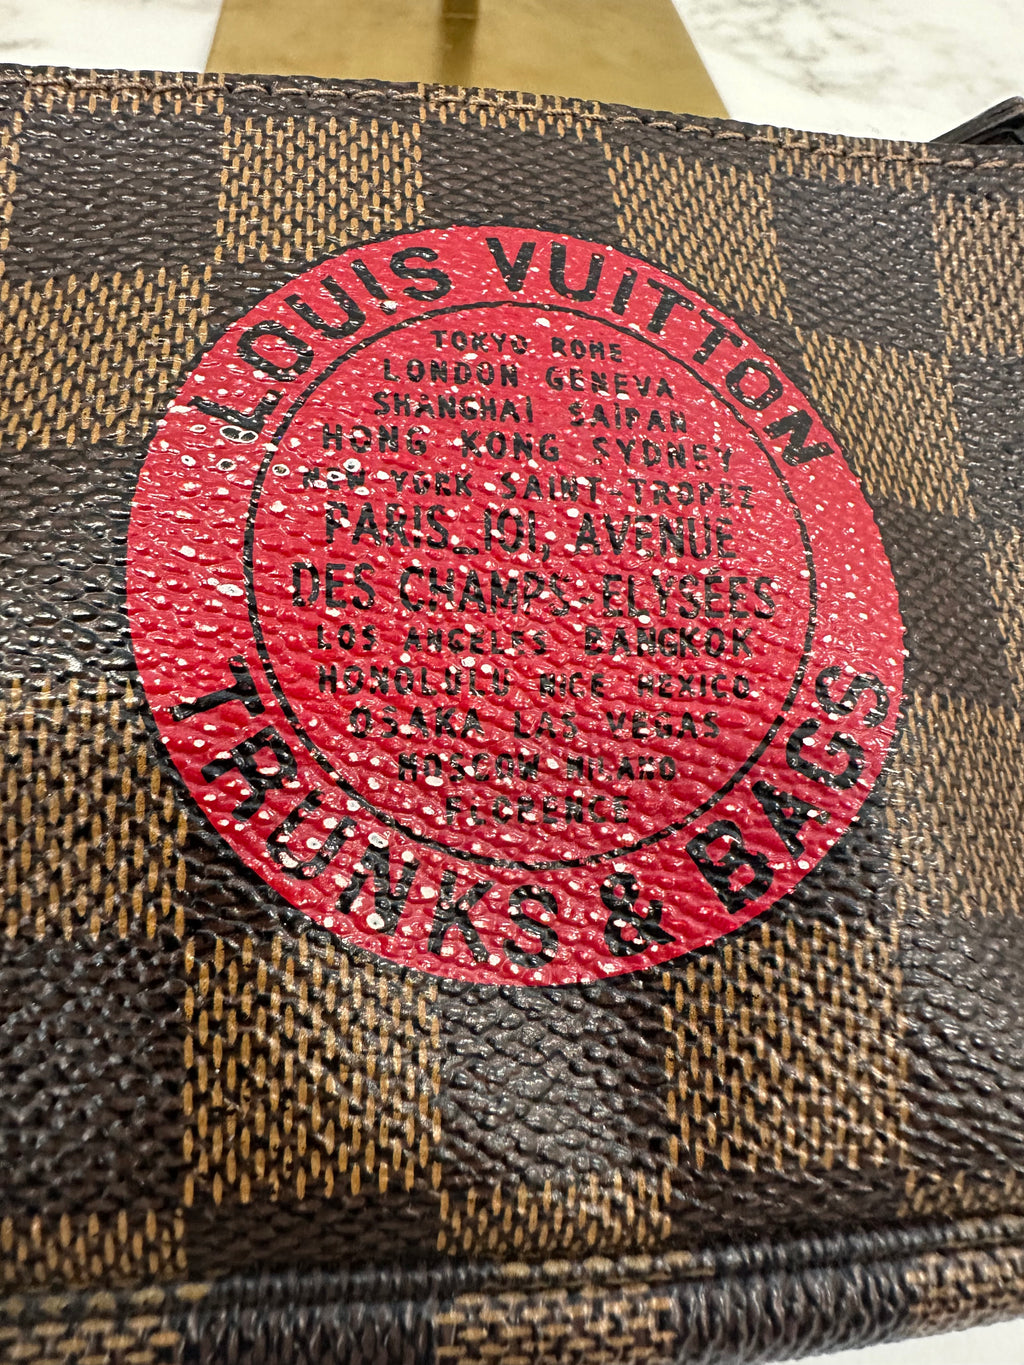 LOUIS VUITTON
TOKYO ROME
LONDON GENEVA
SHANGHAI SAIPAN
HONG KONG SYDNEY
NEW YORK SAINT-TROPEZ
PARIS_101, AVENUE
DES CHAMPS-ELYSÉES
LOS ANGELES BANGKOK
HONOLULU NICE MEXICO
OSAKA LAS VEGAS
MOSCOW MILANO
FLORENCE
TRUNKS & BAGS